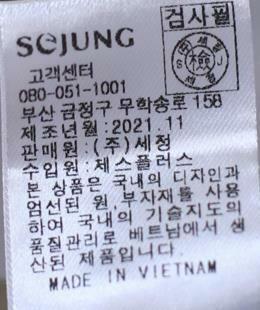 검사필
SEJUNG
(주)세정
檢
S J
고객센터
080-051-1001
부산 금정구 무학송로 158
제조년월:2021.11
판매원:(주)세정
수입원:제스플러스
본 상품은 국내의 디자인과
엄선된 원.부자재를 사용
하여 국내의 기술지도의
품질관리로 베트남에서 생
산된 제품입니다.
MADE IN VIETNAM